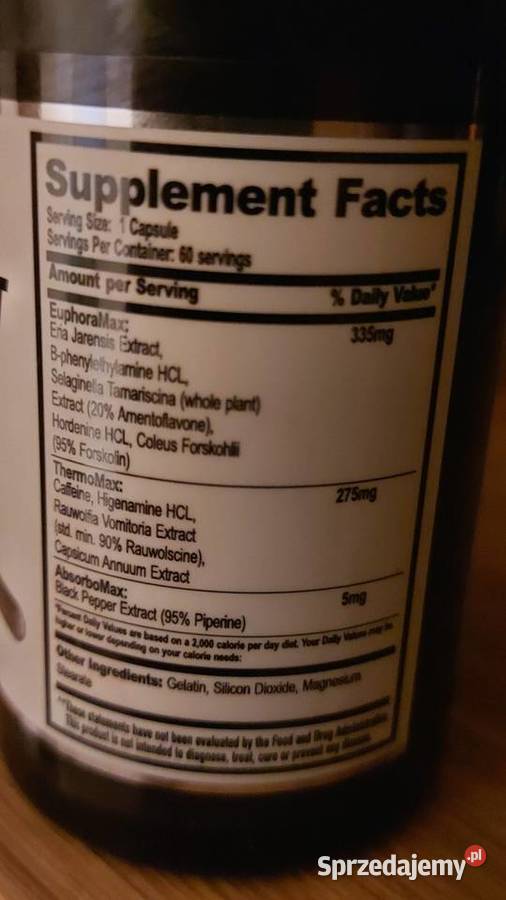 Supplement Facts
Serving Size: 1 Capsule
Servings Per Container: 60 servings
Amount per Serving % Daily Value*
EuphoraMax: 335mg
Eria Jarensis Extract,
B-phenylethylamine HCL,
Selaginella Tamariscina (whole plant)
Extract (20% Amentoflavone),
Hordenine HCL, Coleus Forskohlii
(95% Forskolin)
ThermoMax: 275mg
Caffeine, Higenamine HCL,
Rauwolfia Vomitoria Extract
(std. min. 90% Rauwolscine),
Capsicum Annuum Extract
AbsorboMax: 5mg
Black Pepper Extract (95% Piperine)
*Percent Daily Values are based on a 2,000 calorie per day diet. Your Daily Values may be
higher or lower depending on your calorie needs:
Other Ingredients: Gelatin, Silicon Dioxide, Magnesium
Stearate
**These statements have not been evaluated by the Food and Drug Administration.
This product is not intended to diagnose, treat, cure or prevent any disease.
Sprzedajemy.pl